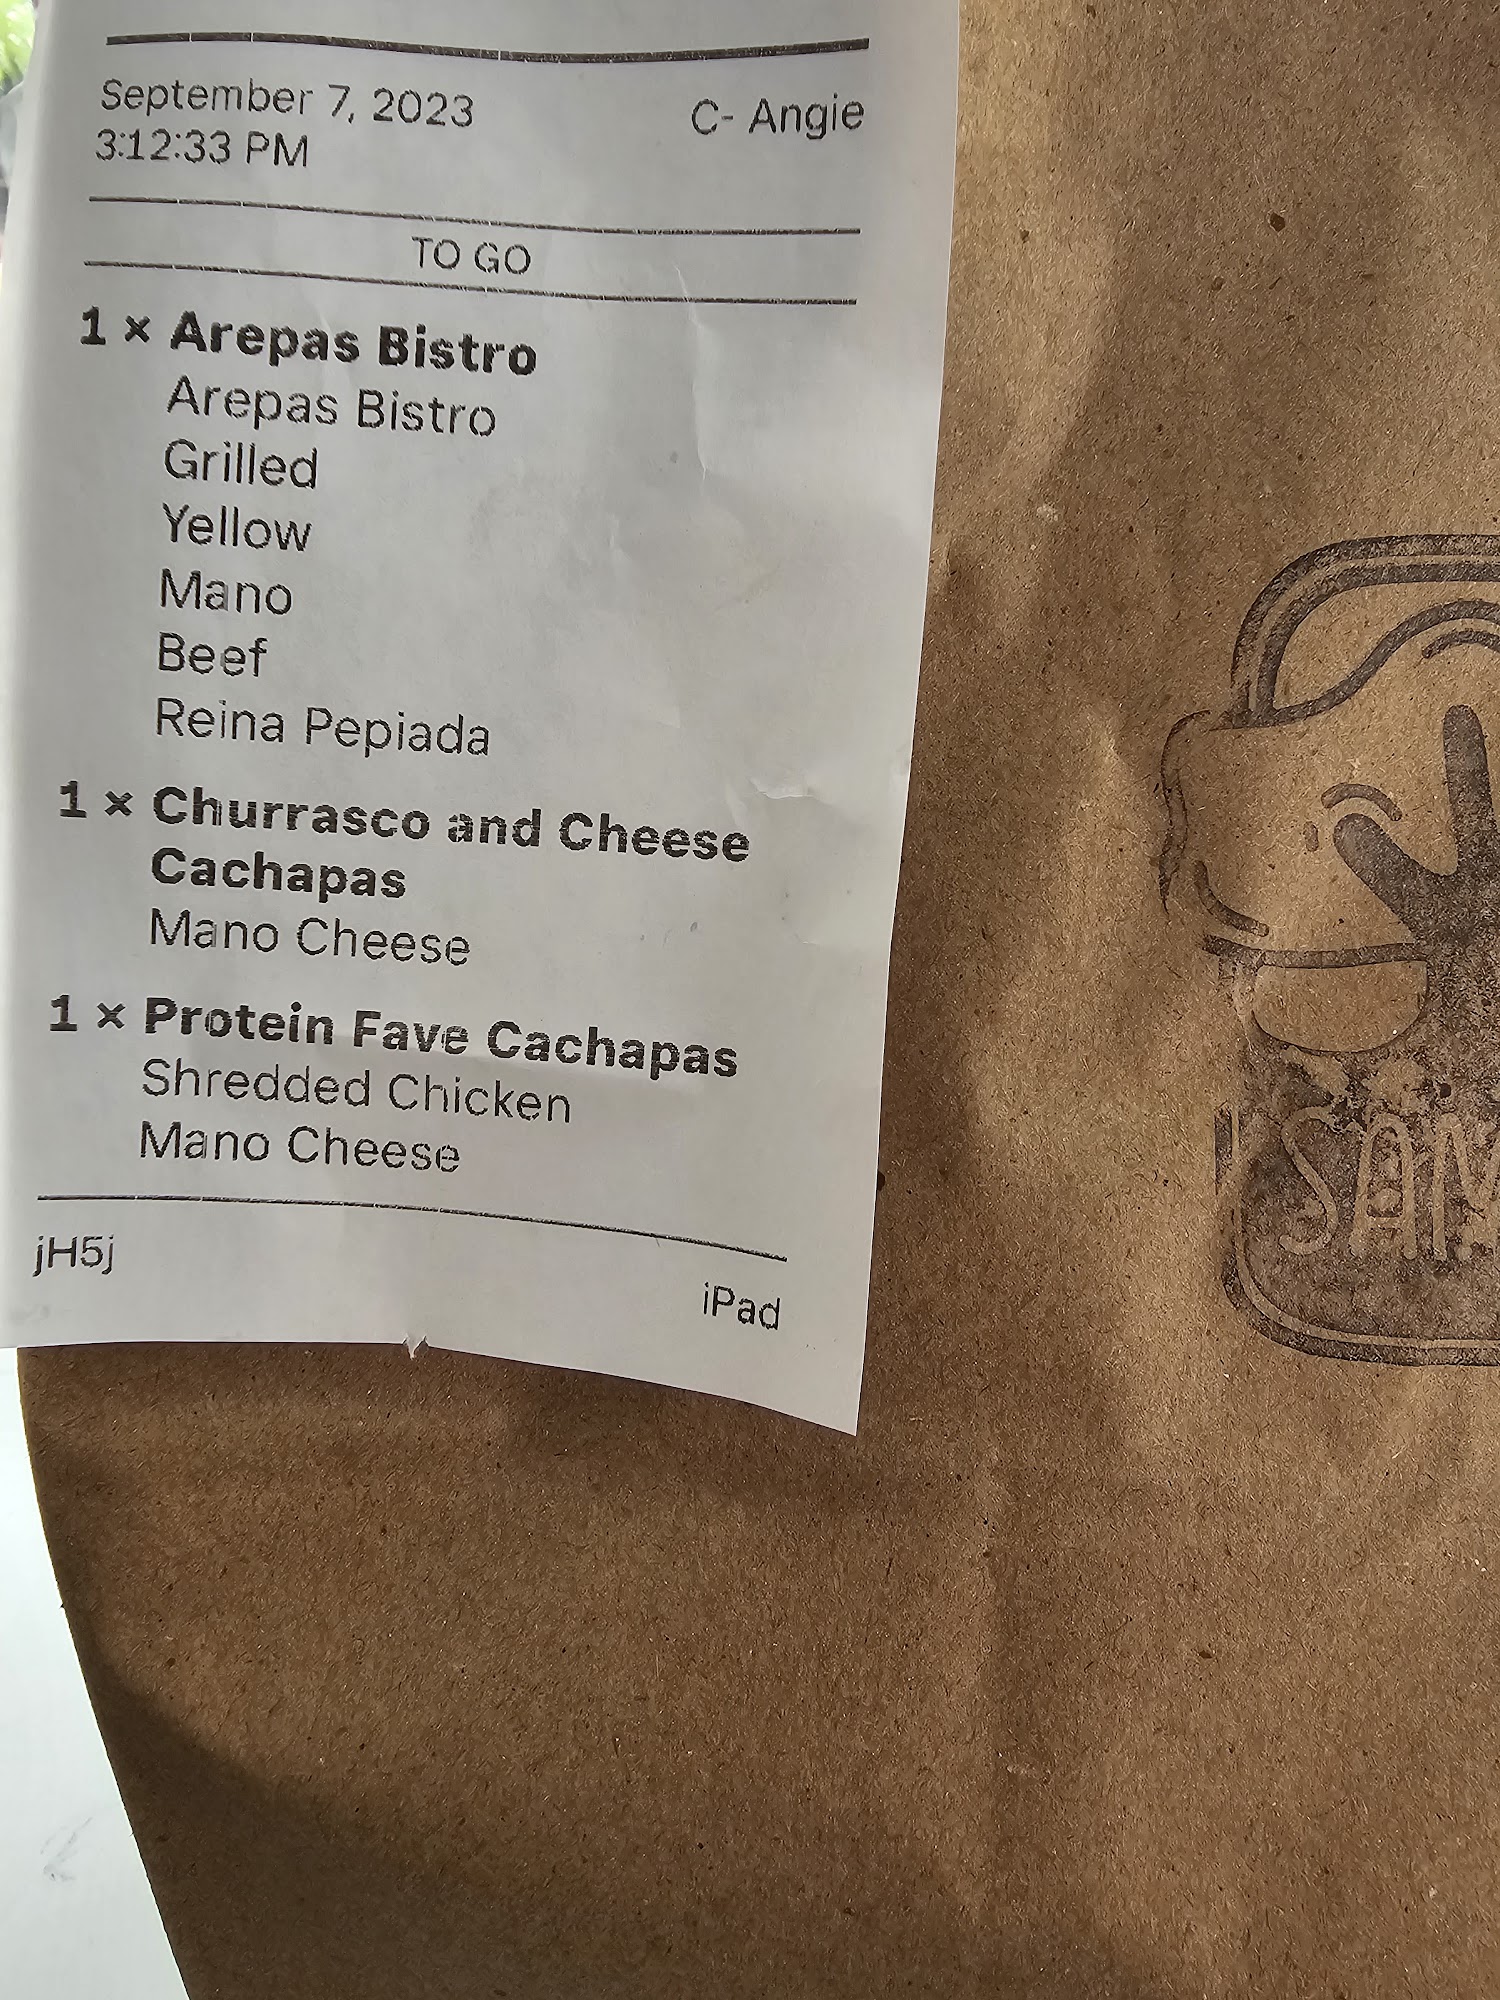 September 7, 2023 C- Angie
3:12:33 PM
TO GO
1 × Arepas Bistro
Arepas Bistro
Grilled
Yellow
Mano
Beef
Reina Pepiada
1 × Churrasco and Cheese
Cachapas
Mano Cheese
1 × Protein Fave Cachapas
Shredded Chicken
Mano Cheese
jH5j
iPad